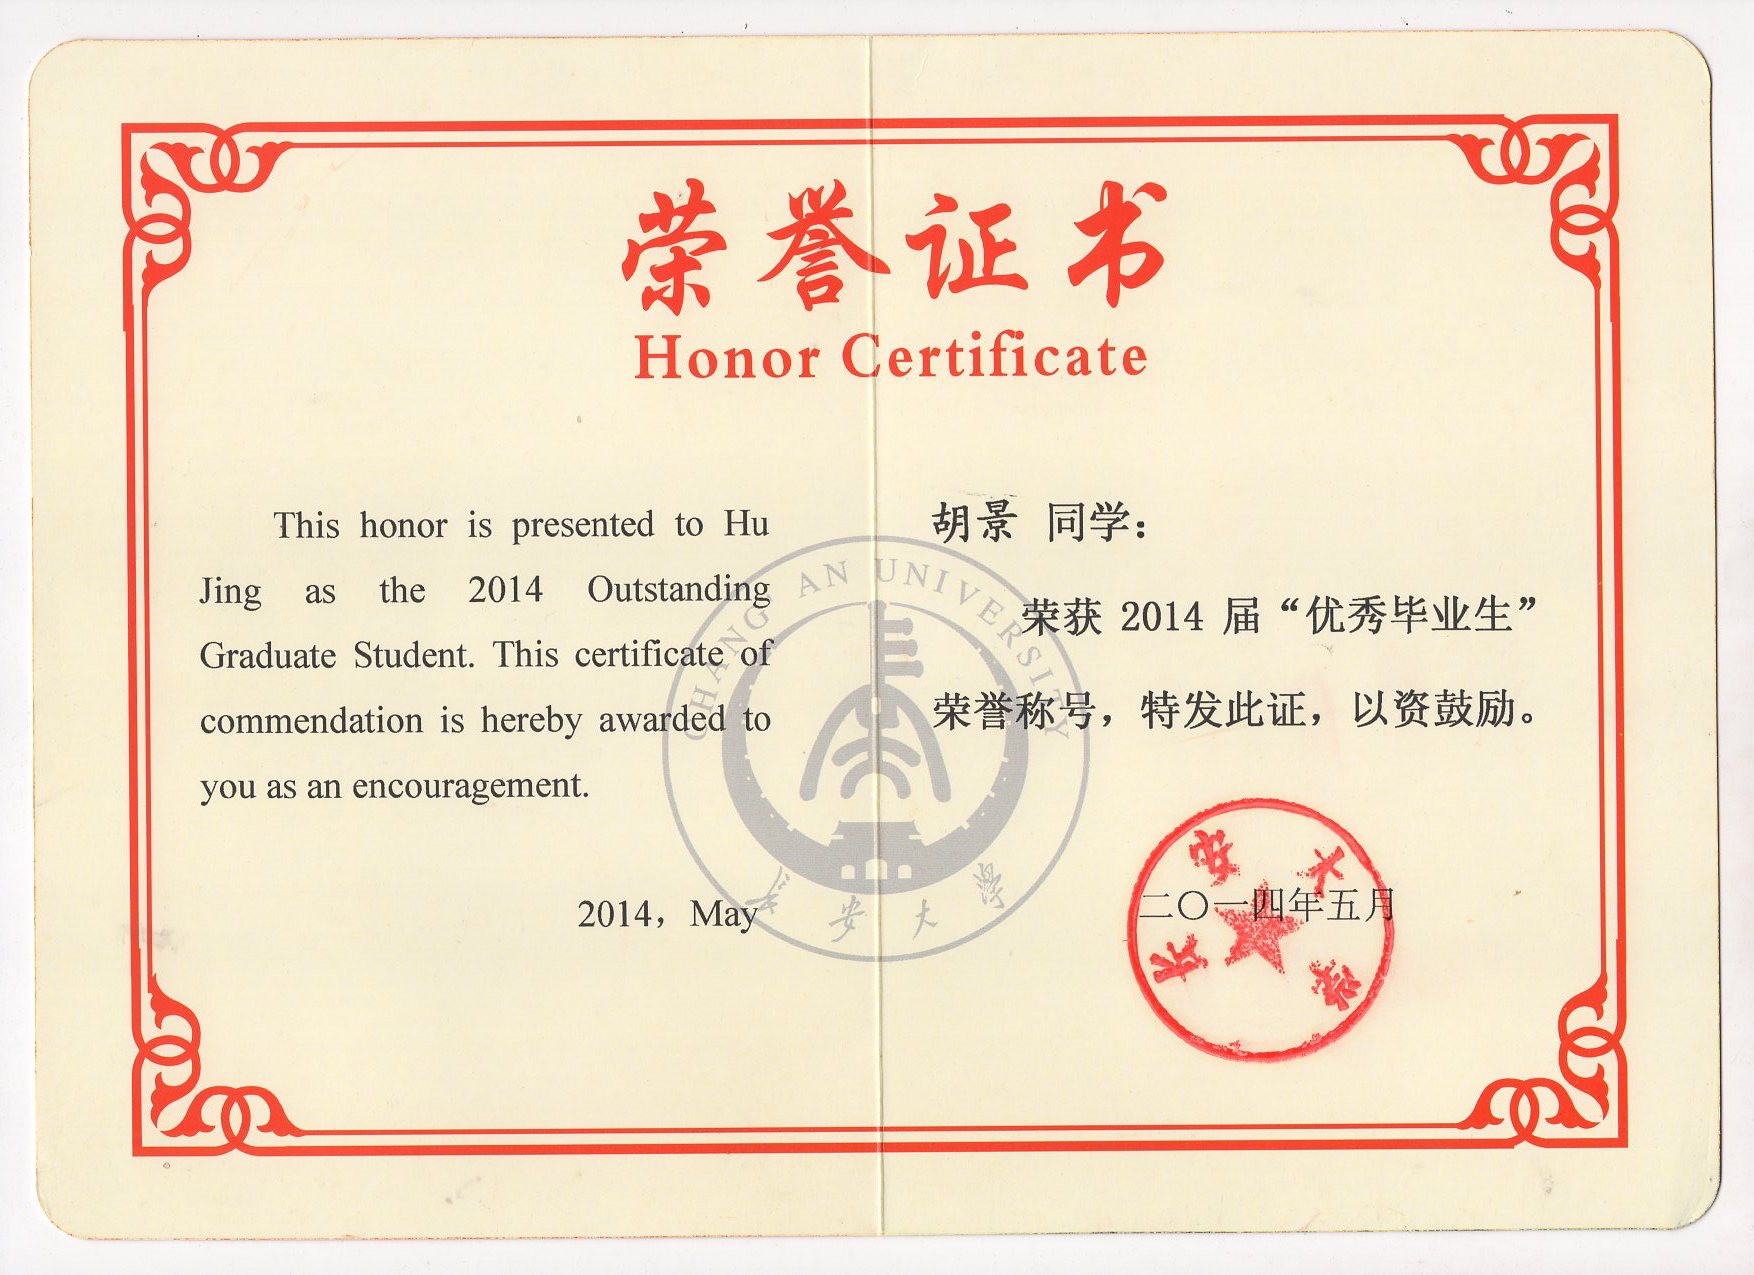 荣誉证书
Honor Certificate
This honor is presented to Hu
Jing as the 2014 Outstanding
Graduate Student. This certificate of
commendation is hereby awarded to
you as an encouragement.
2014，May
胡景 同学：
荣获 2014 届“优秀毕业生”
荣誉称号，特发此证，以资鼓励。
二〇一四年五月
CHANG'AN UNIVERSITY
长安大学
长安大学